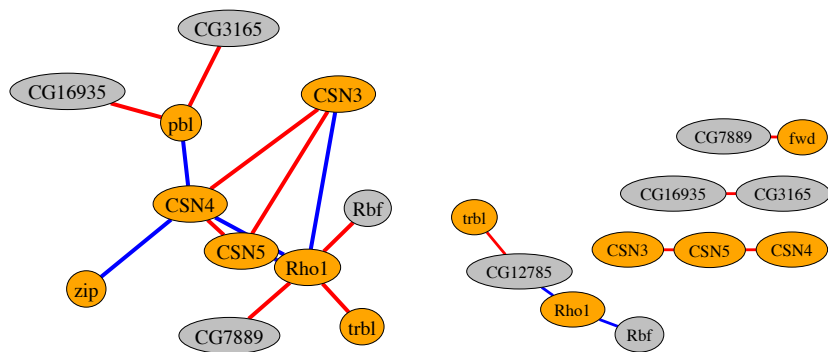 CG3165
CG16935
CSN3
pbl
CSN4
Rbf
CSN5
Rho1
zip
CG7889
trbl
CG7889
fwd
CG16935
CG3165
trbl
CSN3
CSN5
CSN4
CG12785
Rho1
Rbf